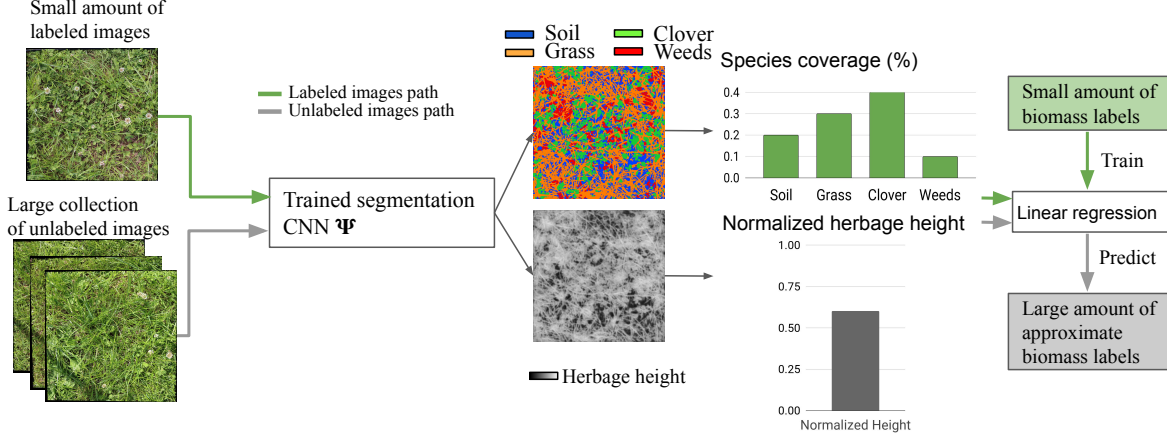 Small amount of
labeled images
Labeled images path
Unlabeled images path
Large collection
of unlabeled images
Trained segmentation
CNN Ψ
Soil
Clover
Grass
Weeds
Herbage height
Species coverage (%)
0.4
0.3
0.2
0.1
0.0
Soil
Grass
Clover
Weeds
Normalized herbage height
1.00
0.75
0.50
0.25
0.00
Normalized Height
Small amount of
biomass labels
Train
Linear regression
Predict
Large amount of
approximate
biomass labels